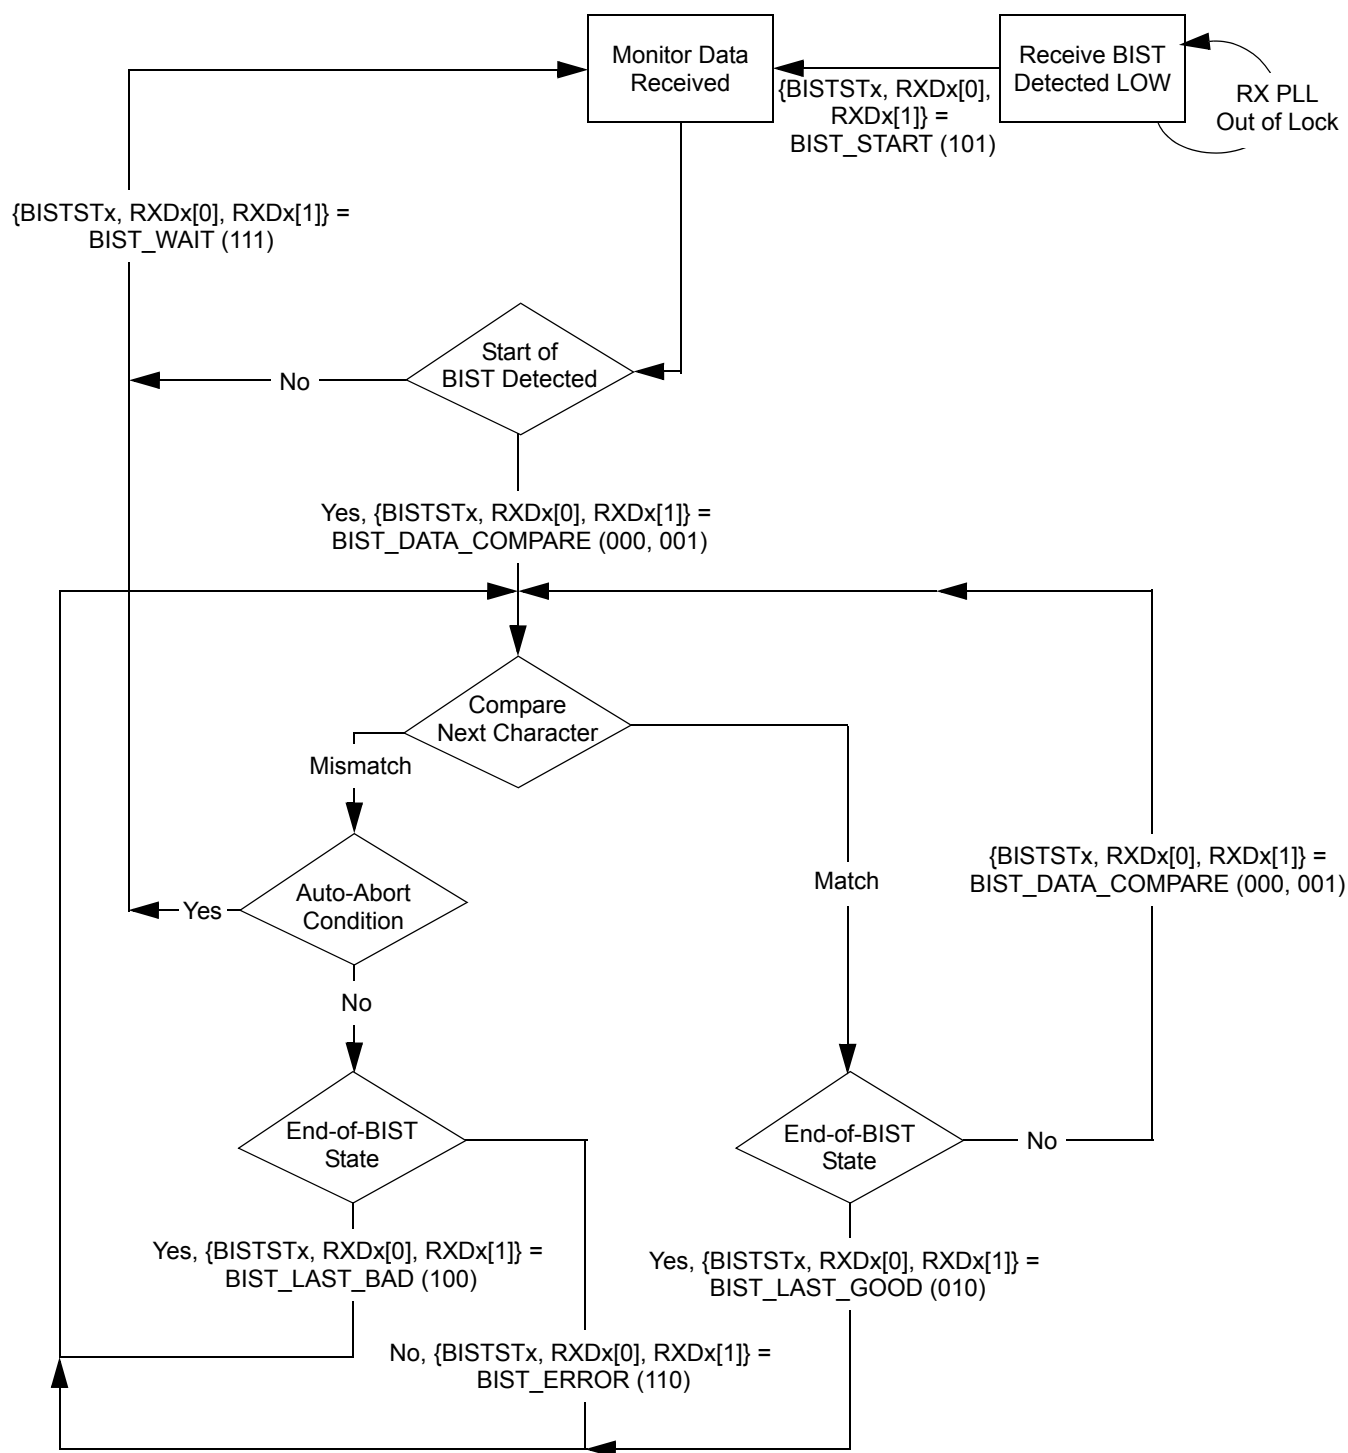 Monitor Data
Received
Receive BIST
Detected LOW
RX PLL
Out of Lock
{BISTSTx, RXDx[0],
RXDx[1]} =
BIST_START (101)
{BISTSTx, RXDx[0], RXDx[1]} =
BIST_WAIT (111)
Start of
BIST Detected
No
Yes, {BISTSTx, RXDx[0], RXDx[1]} =
BIST_DATA_COMPARE (000, 001)
Compare
Next Character
Mismatch
Match
{BISTSTx, RXDx[0], RXDx[1]} =
BIST_DATA_COMPARE (000, 001)
Auto-Abort
Condition
Yes
No
End-of-BIST
State
End-of-BIST
State
No
Yes, {BISTSTx, RXDx[0], RXDx[1]} =
BIST_LAST_BAD (100)
Yes, {BISTSTx, RXDx[0], RXDx[1]} =
BIST_LAST_GOOD (010)
No, {BISTSTx, RXDx[0], RXDx[1]} =
BIST_ERROR (110)